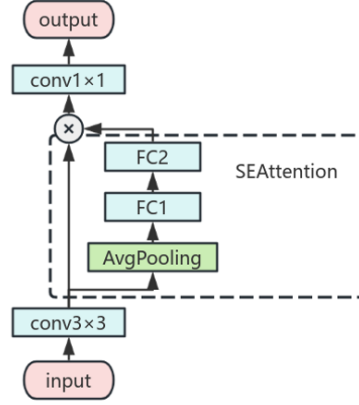 output
conv1×1
×
FC2
SEAttention
FC1
AvgPooling
conv3×3
input